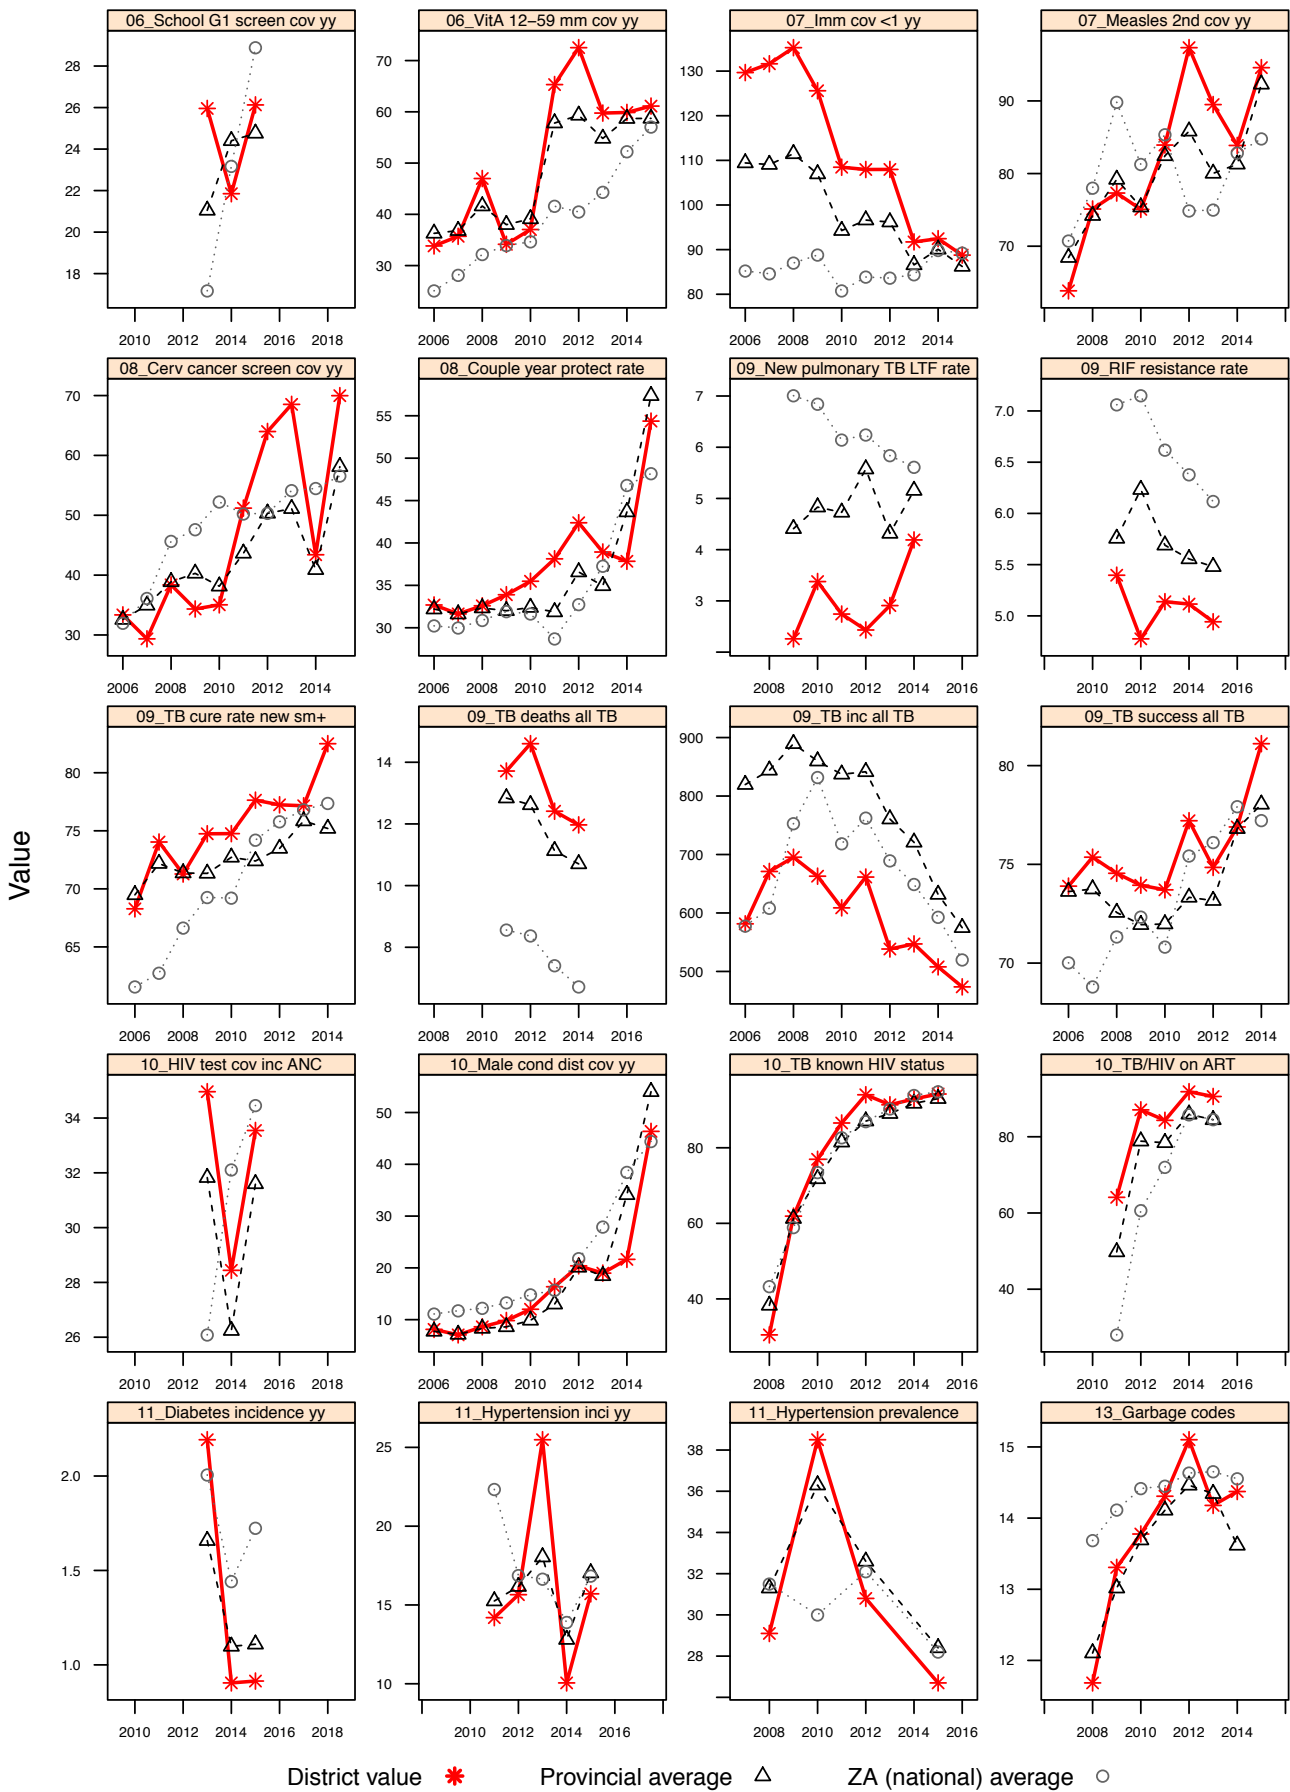 06_School G1 screen cov yy 06_VitA 12−59 mm cov yy 07_Imm cov <1 yy 07_Measles 2nd cov yy
28 26 24 22 20 18
70 60 50 40 30
130 120 110 100 90 80
90 80 70
2010 2012 2014 2016 2018 2006 2008 2010 2012 2014 2006 2008 2010 2012 2014 2008 2010 2012 2014
08_Cerv cancer screen cov yy 08_Couple year protect rate 09_New pulmonary TB LTF rate 09_RIF resistance rate
70 60 50 40 30
55 50 45 40 35 30
7 6 5 4 3
7.0 6.5 6.0 5.5 5.0
2006 2008 2010 2012 2014 2006 2008 2010 2012 2014 2008 2010 2012 2014 2016 2010 2012 2014 2016
09_TB cure rate new sm+ 09_TB deaths all TB 09_TB inc all TB 09_TB success all TB
80 75 70 65
14 12 10 8
900 800 700 600 500
80 75 70
2006 2008 2010 2012 2014 2010 2012 2014 2016 2006 2008 2010 2012 2014 2006 2008 2010 2012 2014
Value
10_HIV test cov inc ANC 10_Male cond dist cov yy 10_TB known HIV status 10_TB/HIV on ART
34 32 30 28 26
50 40 30 20 10
80 60 40
80 60 40
2010 2012 2014 2016 2018 2006 2008 2010 2012 2014 2008 2010 2012 2014 2016 2010 2012 2014 2016
11_Diabetes incidence yy 11_Hypertension inci yy 11_Hypertension prevalence 13_Garbage codes
2.0 1.5 1.0
25 20 15 10
38 36 34 32 30 28
15 14 13 12
2010 2012 2014 2016 2018 2010 2012 2014 2016 2008 2010 2012 2014 2016 2008 2010 2012 2014
District value Provincial average ZA (national) average